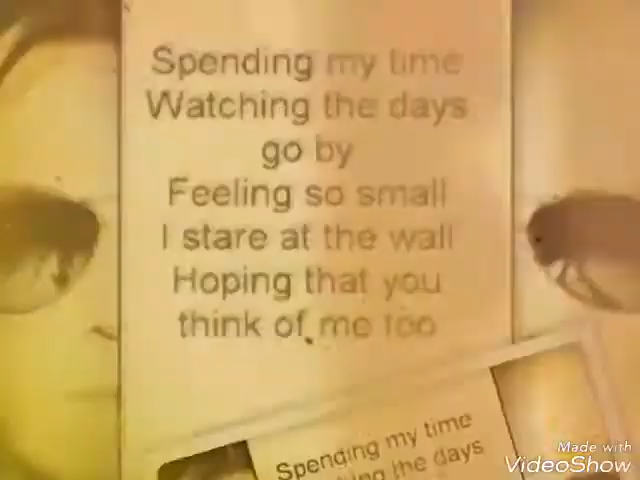 Spending my time
Watching the days
go by
Feeling so small
I stare at the wall
Hoping that you
think of me too
Spending my time
the days
Made with
VideoShow